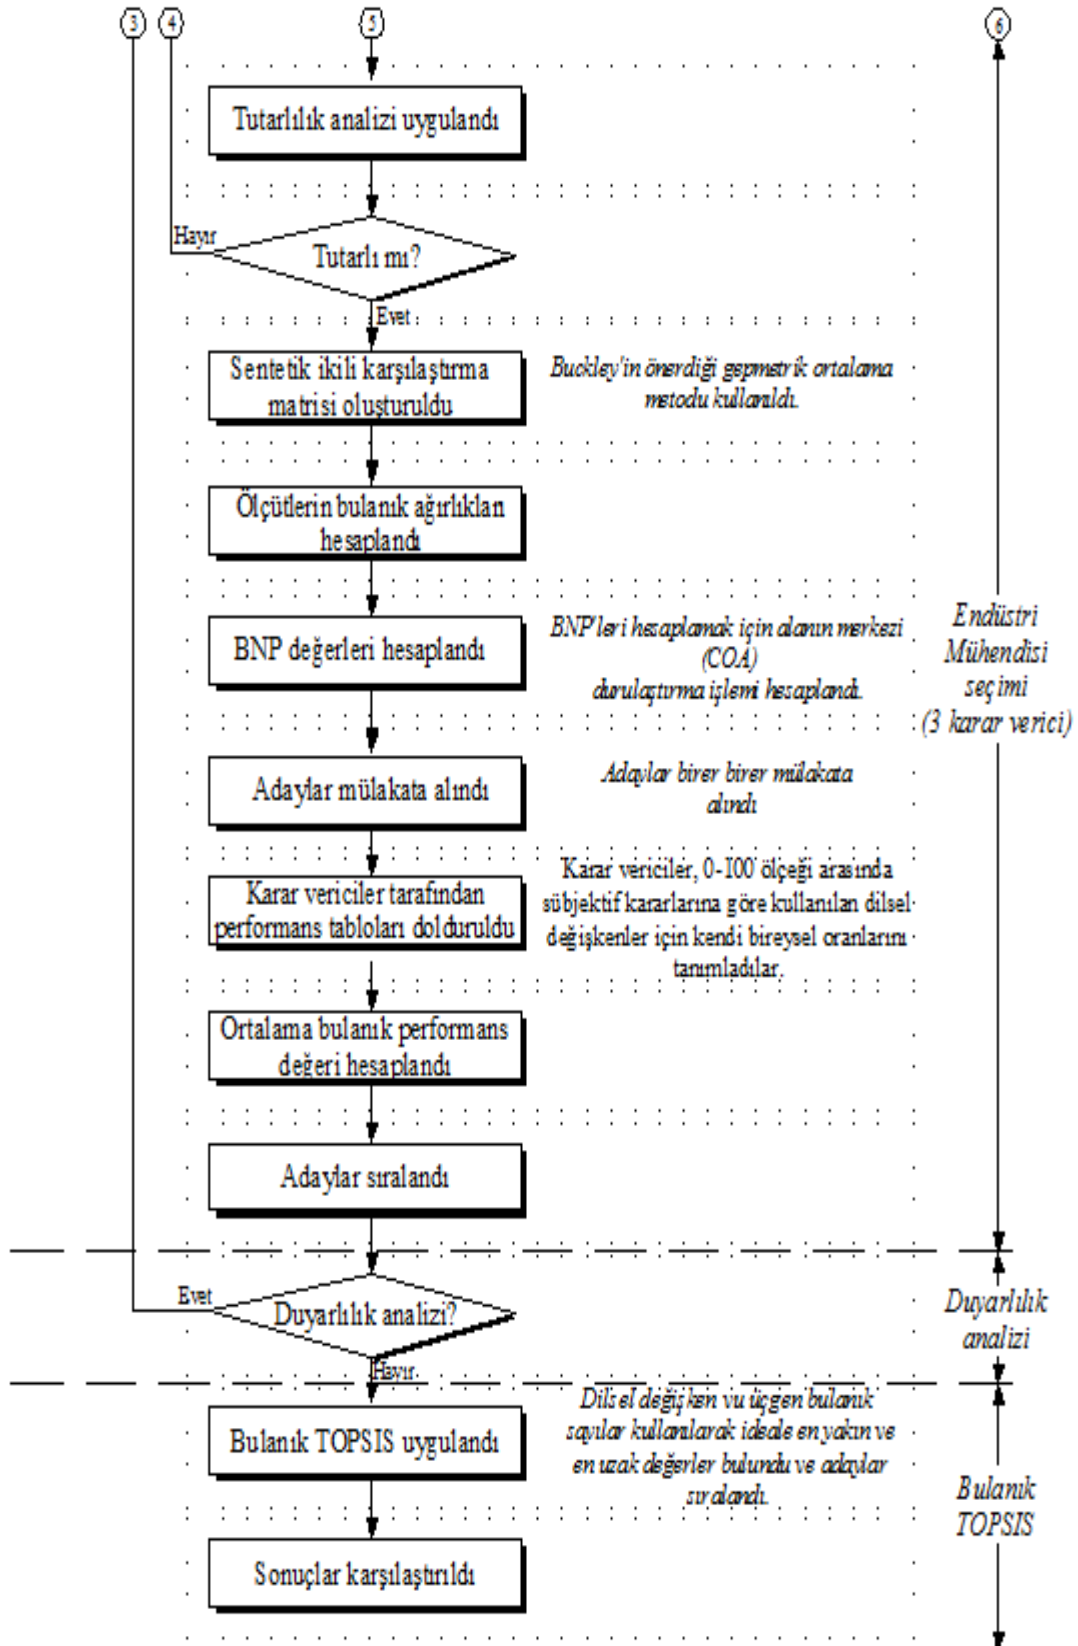 3
4
5
6
Tutarlılık analizi uygulandı
Hayır
Tutarlı mı?
Evet
Sentetik ikili karşılaştırma
matrisi oluşturuldu
Buckley'in önerdiği gepmetrik ortalama
metodu kullanıldı.
Ölçütlerin bulanık ağırlıkları
hesaplandı
BNP değerleri hesaplandı
BNP'leri hesaplamak için alanın merkezi
(COA)
durulaştırma işlemi hesaplandı.
Endüstri
Mühendisi
seçimi
(3 karar verici)
Adaylar mülakata alındı
Adaylar birer birer mülakata
alındı
Karar vericiler tarafından
performans tabloları dolduruldu
Karar vericiler, 0-100 ölçeği arasında
sübjektif kararlarına göre kullanılan dilsel
değişkenler için kendi bireysel oranlarını
tanımladılar.
Ortalama bulanık performans
değeri hesaplandı
Adaylar sıralandı
Evet
Duyarlılık analizi?
Hayır
Duyarlılık
analizi
Bulanık TOPSIS uygulandı
Dilsel değişken vu üçgen bulanık
sayılar kullanılarak ideale en yakın ve
en uzak değerler bulundu ve adaylar
sıralandı.
Bulanık
TOPSIS
Sonuçlar karşılaştırıldı